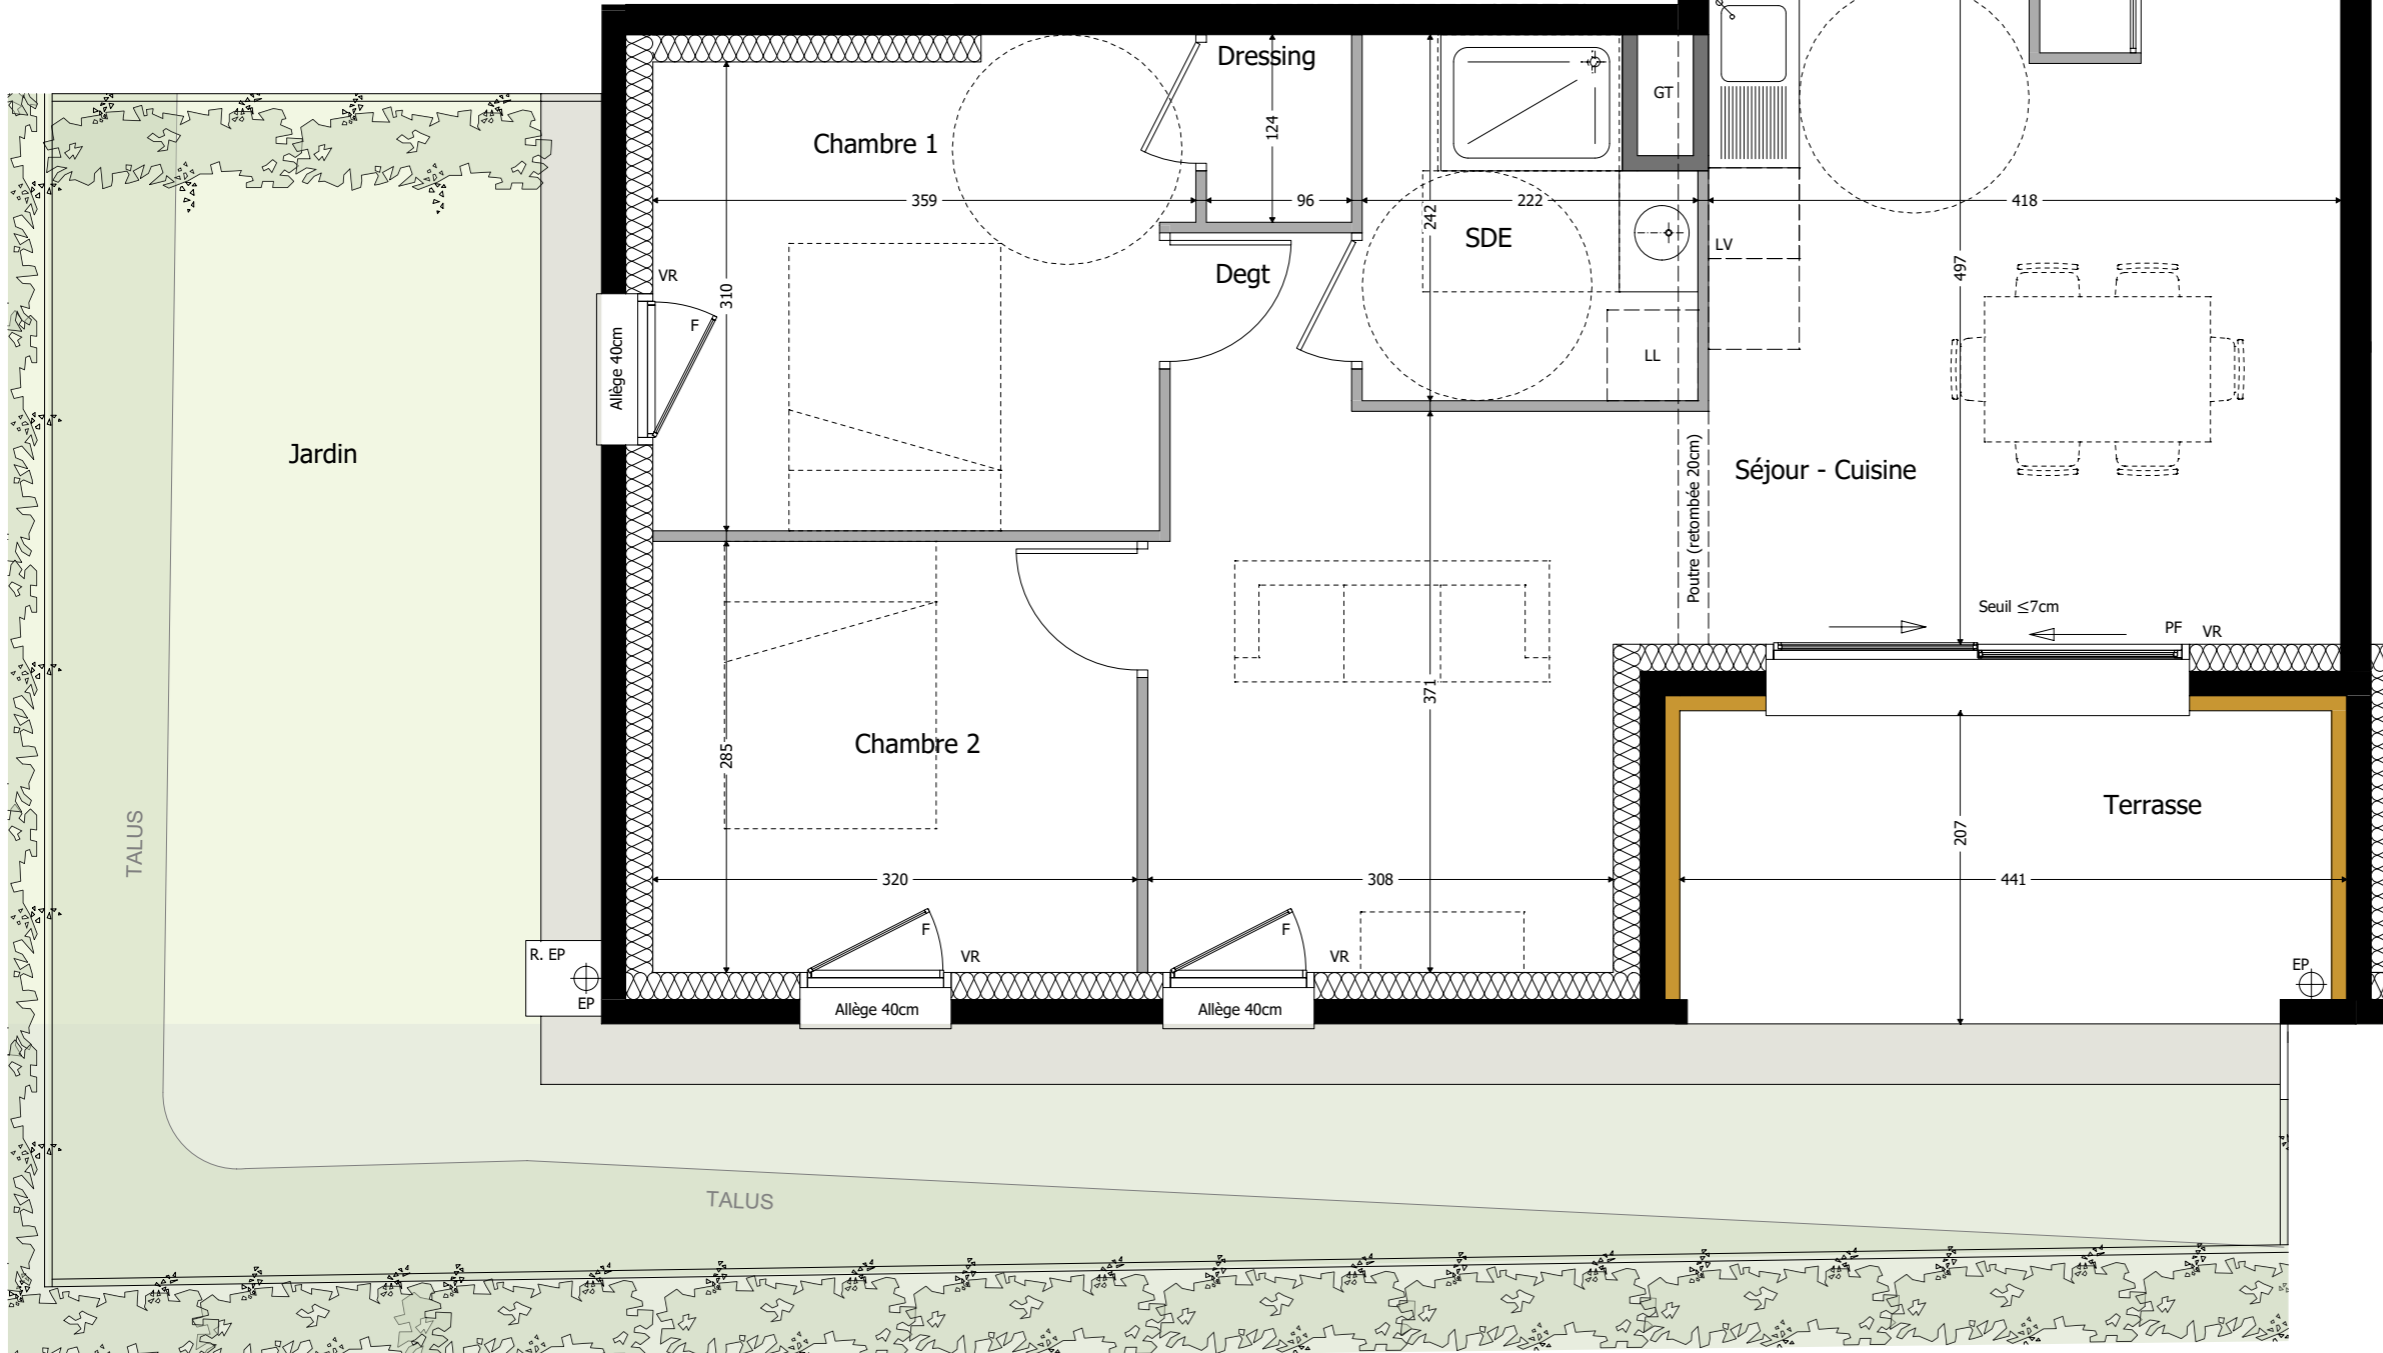 Dressing
GT
Chambre 1
124
359
96
222
418
242
SDE
LV
Degt
497
VR
310
F
Allège 40cm
LL
Jardin
Poutre (retombée 20cm)
Séjour - Cuisine
Seuil ≤7cm
PF
VR
371
285
Chambre 2
Terrasse
207
TALUS
320
308
441
F
VR
F
VR
R. EP
EP
EP
Allège 40cm
Allège 40cm
TALUS